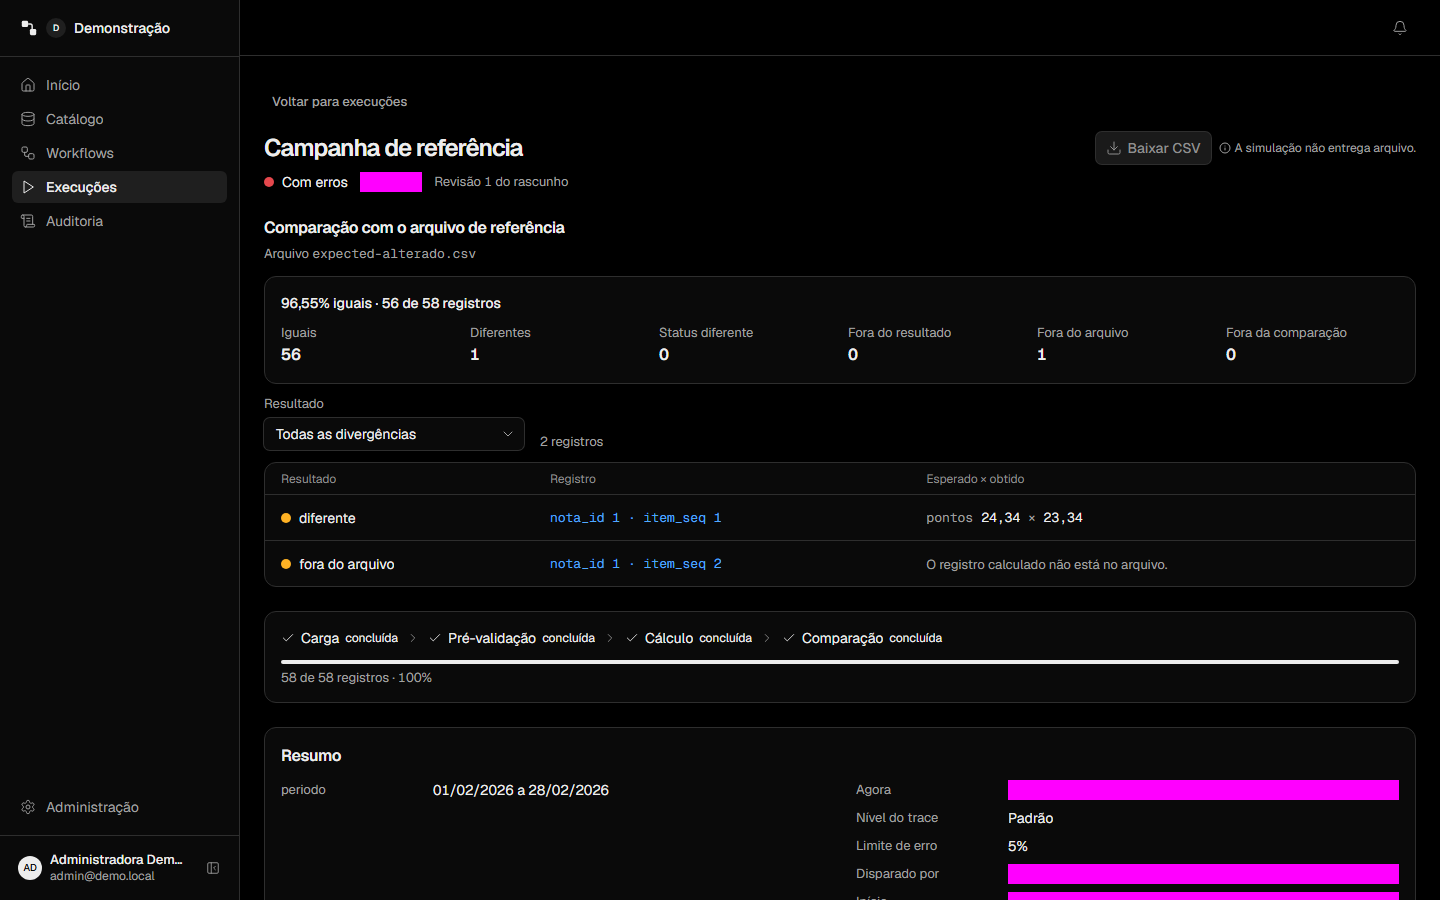 D Demonstração
Início
Catálogo
Workflows
Execuções
Auditoria
Administração
AD
Administradora Dem...
admin@demo.local
Voltar para execuções
Campanha de referência
Baixar CSV
A simulação não entrega arquivo.
Com erros
Revisão 1 do rascunho
Comparação com o arquivo de referência
Arquivo expected-alterado.csv
96,55% iguais · 56 de 58 registros
Iguais Diferentes Status diferente Fora do resultado Fora do arquivo Fora da comparação
56 1 0 0 1 0
Resultado
Todas as divergências
2 registros
Resultado Registro Esperado × obtido
diferente nota_id 1 · item_seq 1 pontos 24,34 × 23,34
fora do arquivo nota_id 1 · item_seq 2 O registro calculado não está no arquivo.
Carga concluída Pré-validação concluída Cálculo concluída Comparação concluída
58 de 58 registros · 100%
Resumo
periodo 01/02/2026 a 28/02/2026
Agora
Nível do trace Padrão
Limite de erro 5%
Disparado por